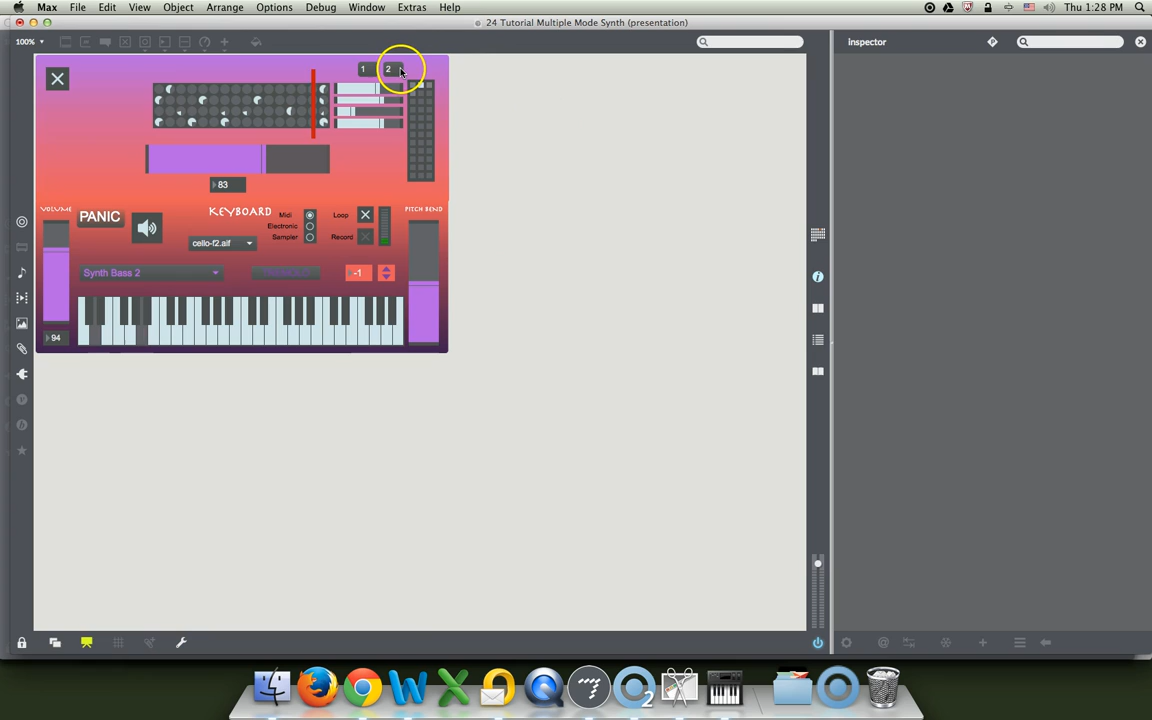 Max File Edit View Object Arrange Options Debug Window Extras Help Thu 1:28 PM
24 Tutorial Multiple Mode Synth (presentation)
100%
inspector
1 2
83
VOLUME
PANIC
KEYBOARD
Midi
Electronic
Sampler
Loop
Record
PITCH BEND
cello-f2.aif
Synth Bass 2
-1
94
2